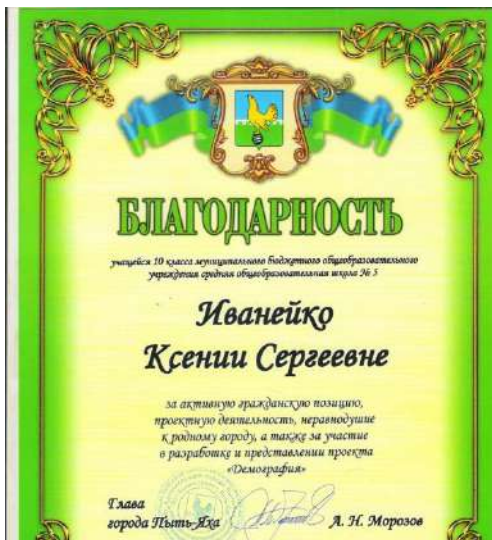 БЛАГОДАРНОСТЬ
учащейся 10 класса муниципального бюджетного общеобразовательного
учреждения средняя общеобразовательная школа № 5
Иванейко
Ксении Сергеевне
за активную гражданскую позицию,
проектную деятельность, неравнодушие
к родному городу, а также за участие
в разработке и представлении проекта
«Демография»
Глава
города Пыть-Яха А. Н. Морозов